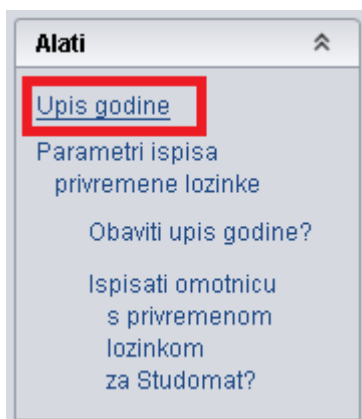 Alati
Upis godine
Parametri ispisa
privremene lozinke
Obaviti upis godine?
Ispisati omotnicu
s privremenom
lozinkom
za Studomat?